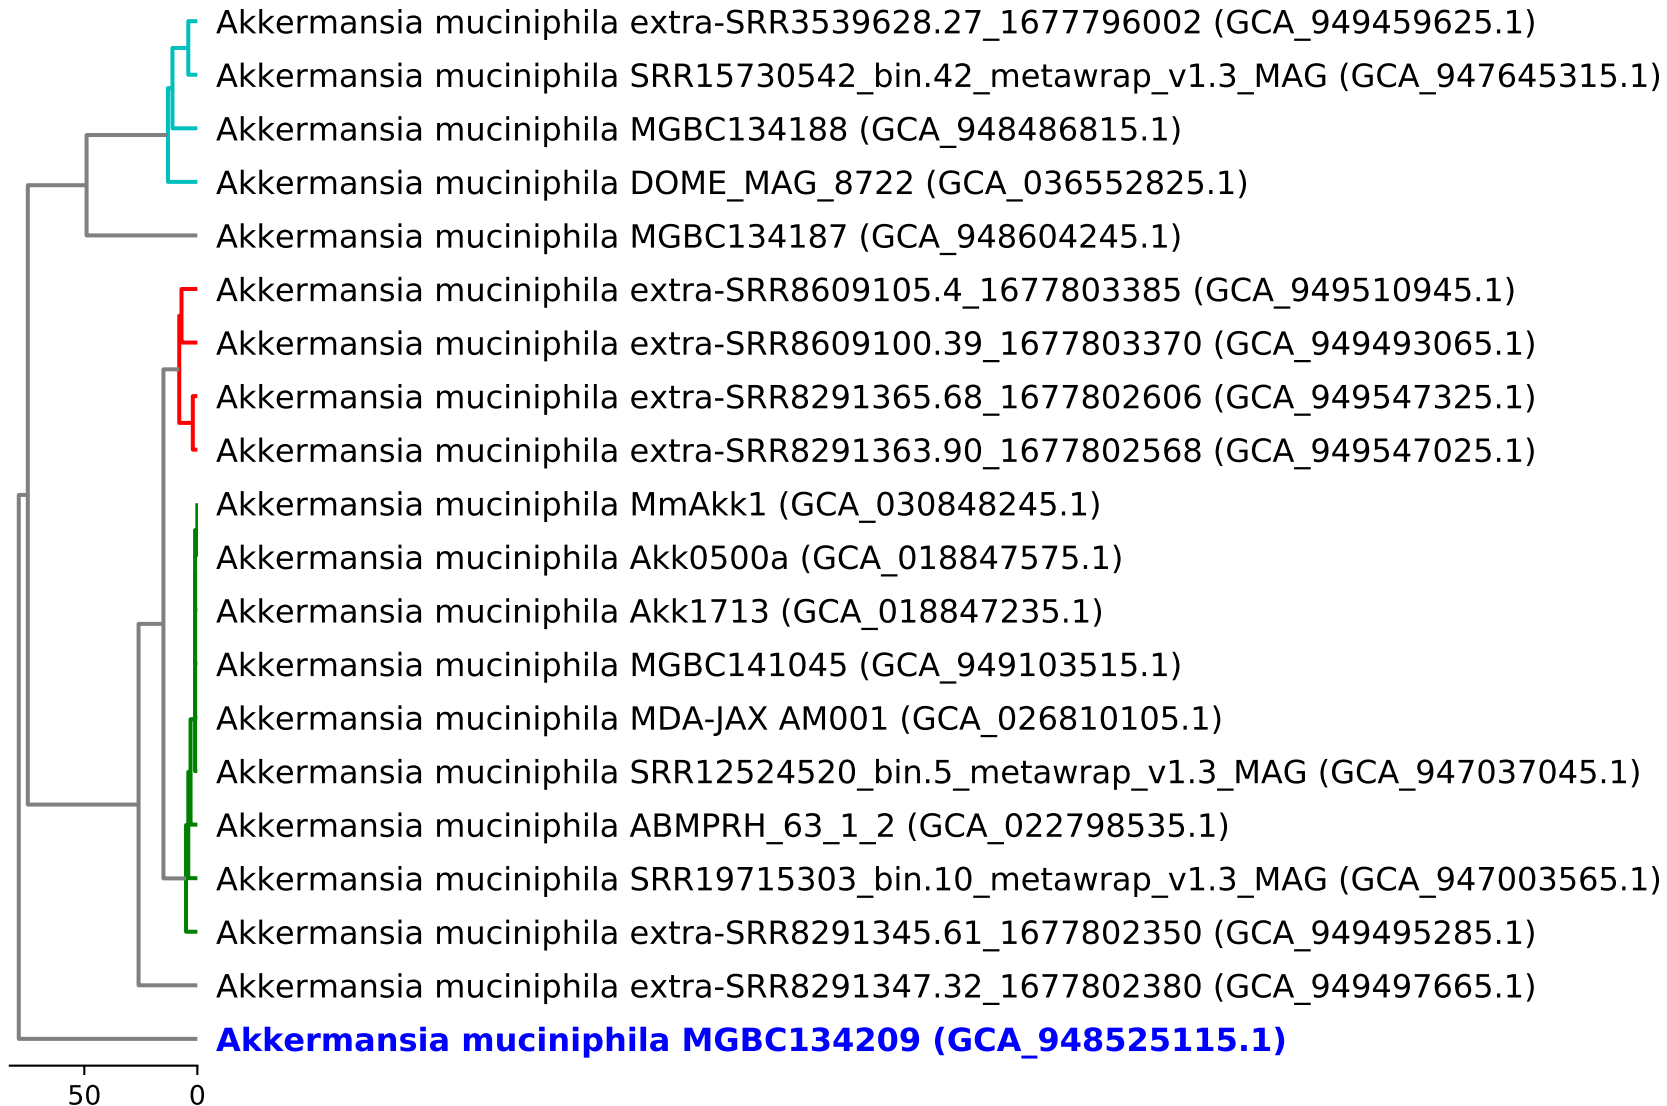 Akkermansia muciniphila extra-SRR3539628.27_1677796002 (GCA_949459625.1)
Akkermansia muciniphila SRR15730542_bin.42_metawrap_v1.3_MAG (GCA_947645315.1)
Akkermansia muciniphila MGBC134188 (GCA_948486815.1)
Akkermansia muciniphila DOME_MAG_8722 (GCA_036552825.1)
Akkermansia muciniphila MGBC134187 (GCA_948604245.1)
Akkermansia muciniphila extra-SRR8609105.4_1677803385 (GCA_949510945.1)
Akkermansia muciniphila extra-SRR8609100.39_1677803370 (GCA_949493065.1)
Akkermansia muciniphila extra-SRR8291365.68_1677802606 (GCA_949547325.1)
Akkermansia muciniphila extra-SRR8291363.90_1677802568 (GCA_949547025.1)
Akkermansia muciniphila MmAkk1 (GCA_030848245.1)
Akkermansia muciniphila Akk0500a (GCA_018847575.1)
Akkermansia muciniphila Akk1713 (GCA_018847235.1)
Akkermansia muciniphila MGBC141045 (GCA_949103515.1)
Akkermansia muciniphila MDA-JAX AM001 (GCA_026810105.1)
Akkermansia muciniphila SRR12524520_bin.5_metawrap_v1.3_MAG (GCA_947037045.1)
Akkermansia muciniphila ABMPRH_63_1_2 (GCA_022798535.1)
Akkermansia muciniphila SRR19715303_bin.10_metawrap_v1.3_MAG (GCA_947003565.1)
Akkermansia muciniphila extra-SRR8291345.61_1677802350 (GCA_949495285.1)
Akkermansia muciniphila extra-SRR8291347.32_1677802380 (GCA_949497665.1)
Akkermansia muciniphila MGBC134209 (GCA_948525115.1)
50 0